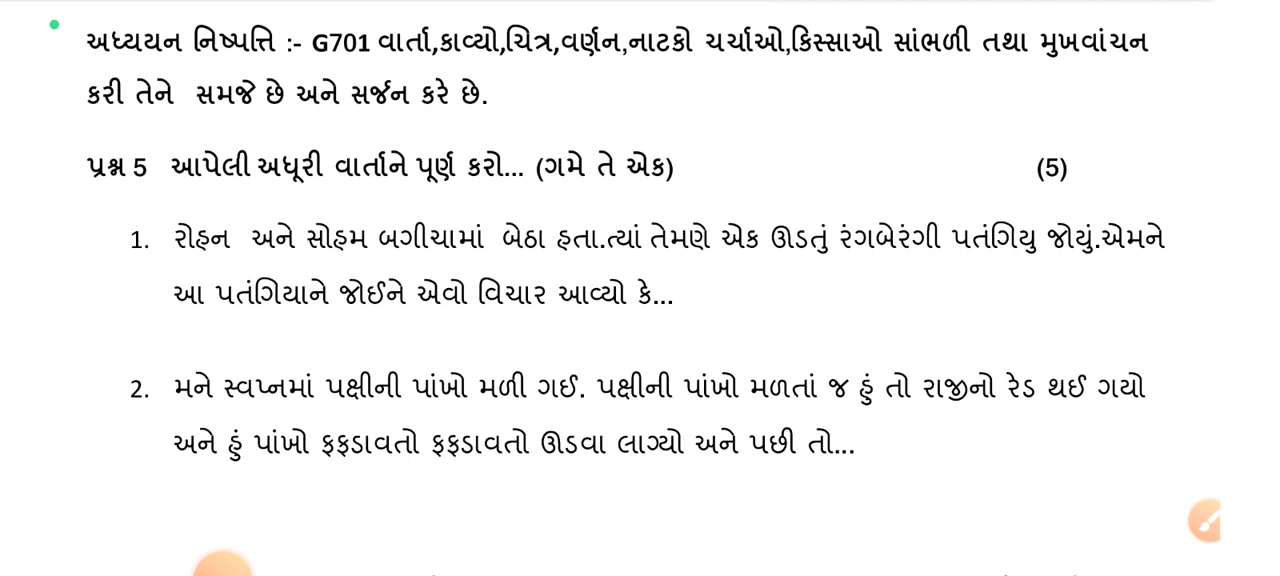 અધ્યયન નિષ્પત્તિ :- G701 વાર્તા,કાવ્યો,ચિત્ર,વર્ણન,નાટકો ચર્ચાઓ,કિસ્સાઓ સાંભળી તથા મુખવાંચન
કરી તેને સમજે છે અને સર્જન કરે છે.
પ્રશ્ન 5 આપેલી અધૂરી વાર્તાને પૂર્ણ કરો... (ગમે તે એક) (5)
1. રોહન અને સોહમ બગીચામાં બેઠા હતા.ત્યાં તેમણે એક ઊડતું રંગબેરંગી પતંગિયુ જોયું.એમને
આ પતંગિયાને જોઈને એવો વિચાર આવ્યો કે...
2. મને સ્વપ્નમાં પક્ષીની પાંખો મળી ગઈ. પક્ષીની પાંખો મળતાં જ હું તો રાજીનો રેડ થઈ ગયો
અને હું પાંખો ફફડાવતો ફફડાવતો ઊડવા લાગ્યો અને પછી તો...